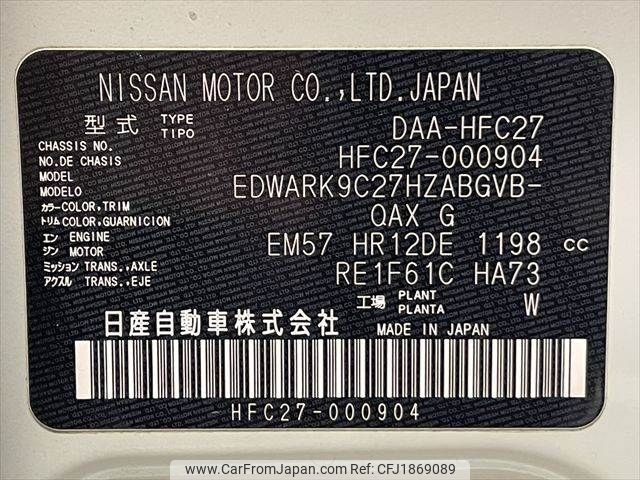 NISSAN MOTOR CO.,LTD.JAPAN
型式 TYPE TIPO DAA-HFC27
CHASSIS NO.
NO.DE CHASIS HFC27-000904
MODEL
MODELO EDWARK9C27HZABGVB-
カラー COLOR,TRIM
トリム COLOR,GUARNICION QAX G
エン ENGINE
ジン MOTOR EM57 HR12DE 1198 cc
ミッション TRANS.,AXLE
アクスル TRANS.,EJE RE1F61C HA73
工場 PLANT PLANTA W
日産自動車株式会社 MADE IN JAPAN
HFC27-000904
www.CarFromJapan.com - Car ID: CFJ1869089